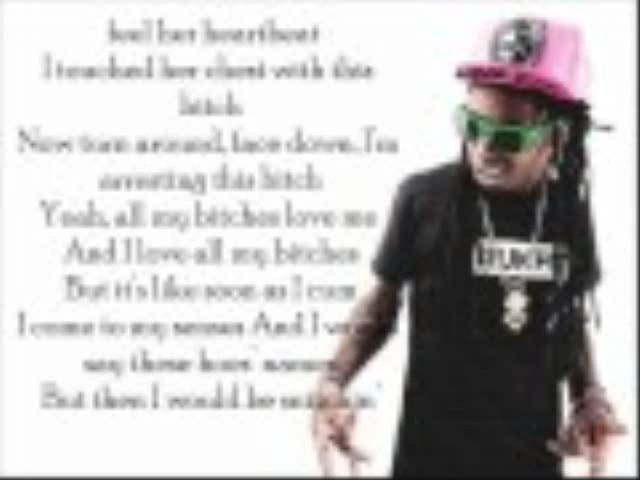 feel her heartbeat
I touched her chest with this
bitch
Now turn around, face down, I'm
arresting this bitch
Yeah, all my bitches love me
And I love all my bitches
But it's like soon as I cum
I come to my senses And I
say these hoes' names
But then I would be